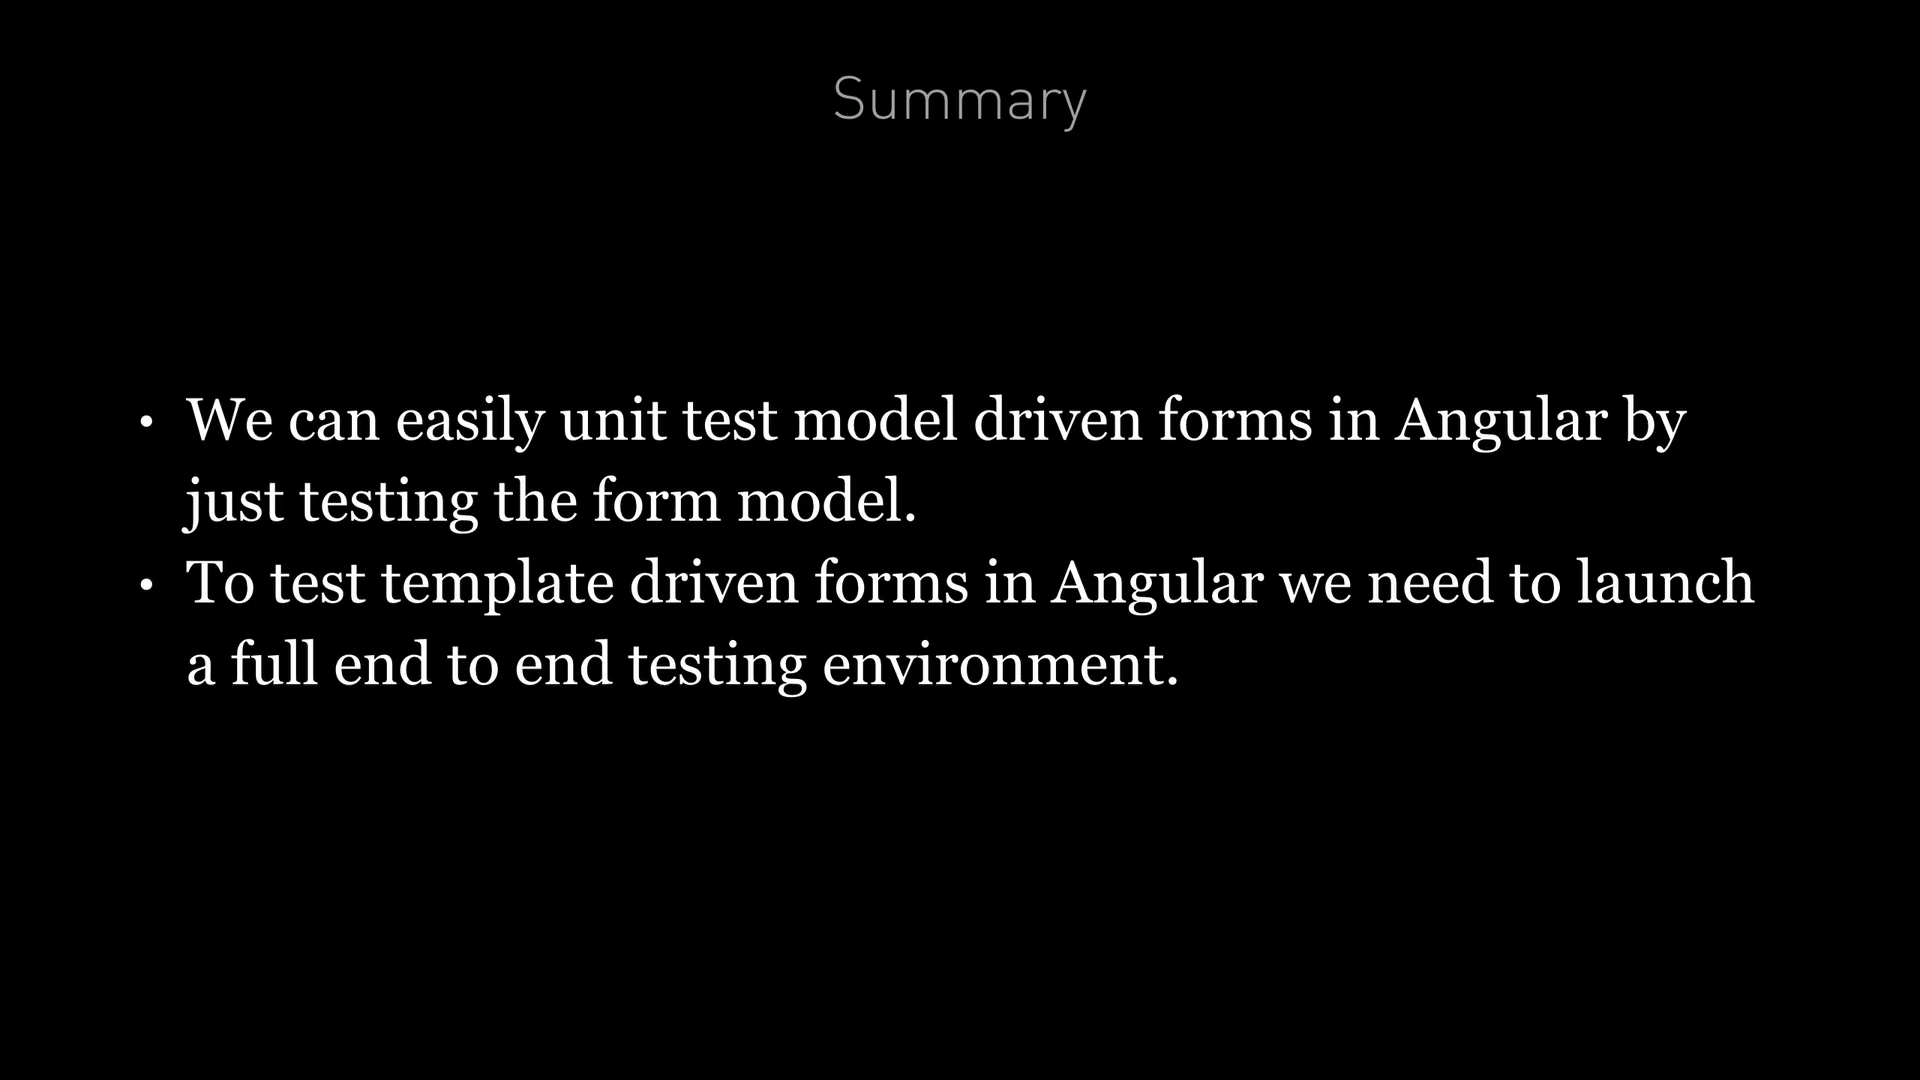 Summary
• We can easily unit test model driven forms in Angular by
just testing the form model.
• To test template driven forms in Angular we need to launch
a full end to end testing environment.